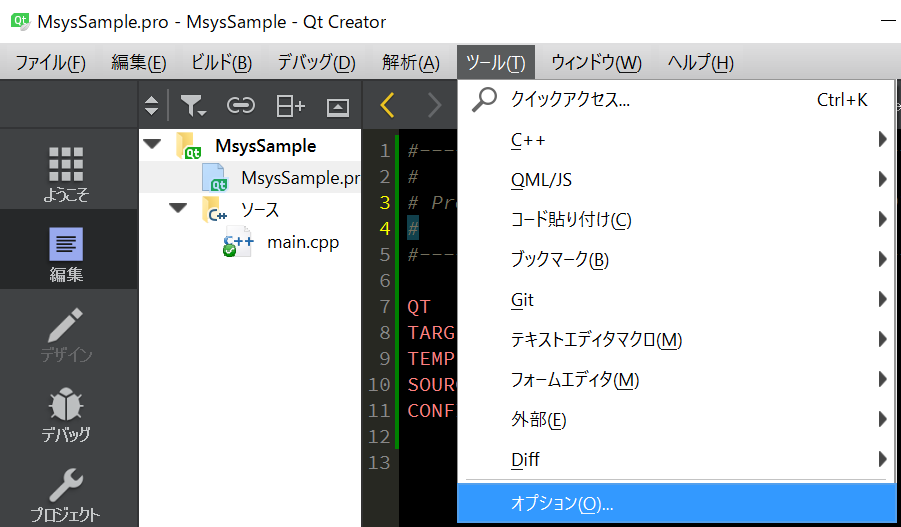 MsysSample.pro - MsysSample - Qt Creator
ファイル(F) 編集(E) ビルド(B) デバッグ(D) 解析(A) ツール(T) ウィンドウ(W) ヘルプ(H)
ようこそ
編集
デザイン
デバッグ
プロジェクト
MsysSample
MsysSample.pr
ソース
main.cpp
1 #----
2 #
3 # Pr
4 #
5 #----
6
7 QT
8 TARG
9 TEMP
10 SOUR
11 CONF
12
13
クイックアクセス... Ctrl+K
C++
QML/JS
コード貼り付け(C)
ブックマーク(B)
Git
テキストエディタマクロ(M)
フォームエディタ(M)
外部(E)
Diff
オプション(O)...